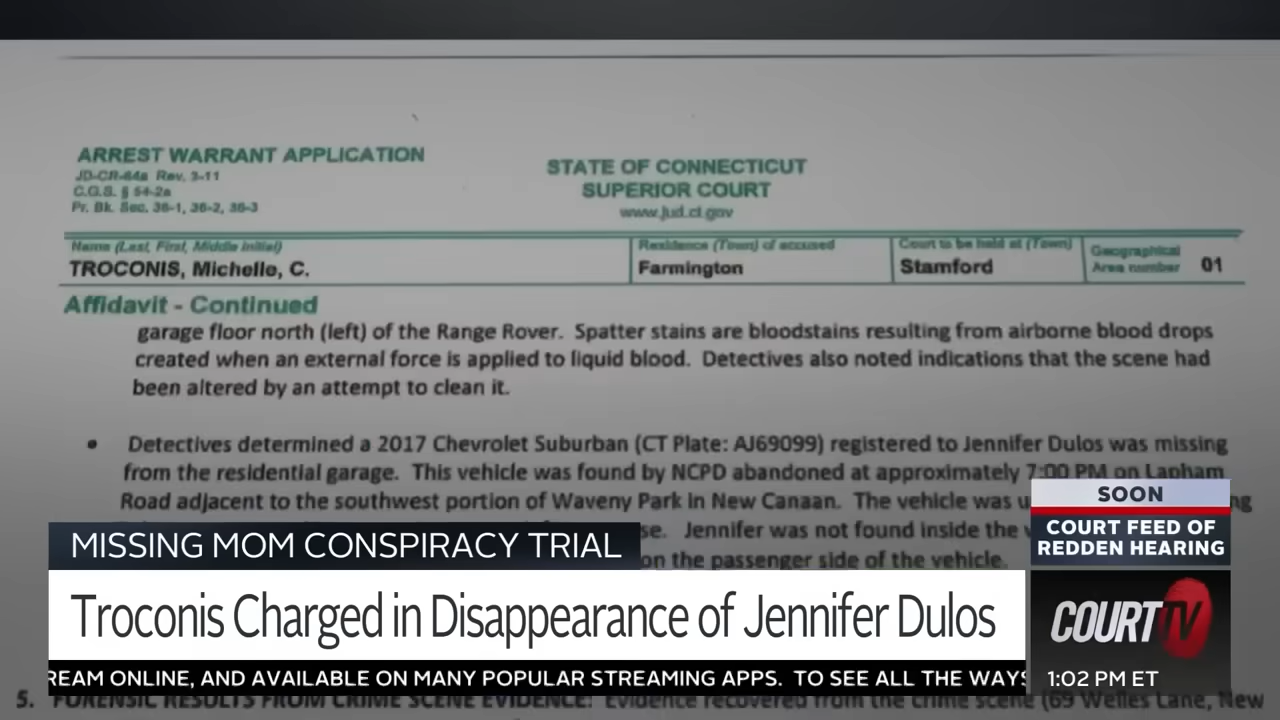 ARREST WARRANT APPLICATION
JD-CR-64a Rev. 3-11
C.G.S. § 54-2a
Pr. Bk. Sec. 36-1, 36-2, 36-3
STATE OF CONNECTICUT
SUPERIOR COURT
www.jud.ct.gov
Name (Last, First, Middle Initial)
TROCONIS, Michelle, C.
Residence (Town) of accused
Farmington
Court to be held at (Town)
Stamford
Geographical
Area number 01
Affidavit - Continued
garage floor north (left) of the Range Rover. Spatter stains are bloodstains resulting from airborne blood drops
created when an external force is applied to liquid blood. Detectives also noted indications that the scene had
been altered by an attempt to clean it.
• Detectives determined a 2017 Chevrolet Suburban (CT Plate: AJ69099) registered to Jennifer Dulos was missing
from the residential garage. This vehicle was found by NCPD abandoned at approximately 7:00 PM on Lapham
Road adjacent to the southwest portion of Waveny Park in New Canaan. The vehicle was
Jennifer was not found inside the
on the passenger side of the vehicle.
SOON
COURT FEED OF
REDDEN HEARING
MISSING MOM CONSPIRACY TRIAL
Troconis Charged in Disappearance of Jennifer Dulos
COURT TV
REAM ONLINE, AND AVAILABLE ON MANY POPULAR STREAMING APPS. TO SEE ALL THE WAYS
1:02 PM ET
5. FORENSIC RESULTS FROM CRIME SCENE EVIDENCE: Evidence recovered from the crime scene (69 Welles Lane, New